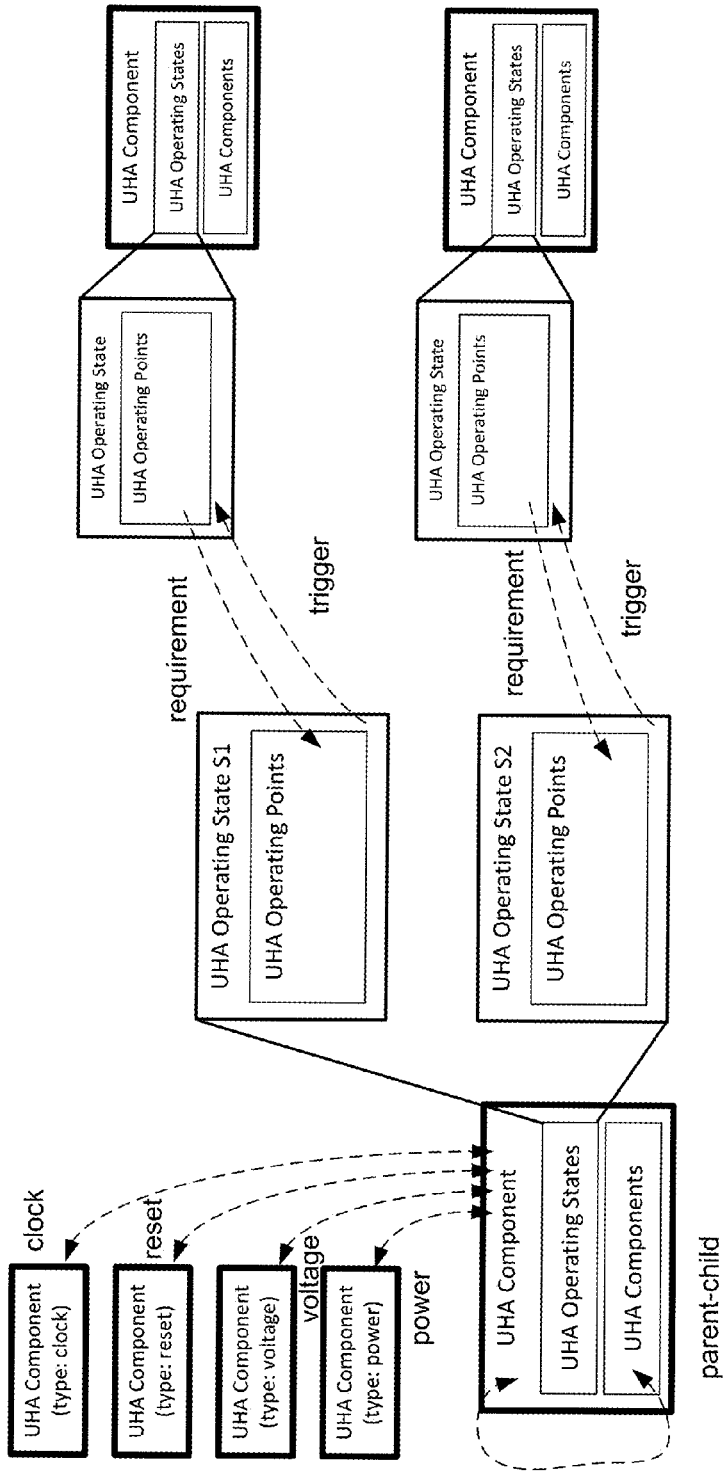 UHA Component
(type: clock)
clock
UHA Component
(type: reset)
reset
UHA Component
(type: voltage)
voltage
UHA Component
(type: power)
power
UHA Component
UHA Operating States
UHA Components
parent-child
UHA Operating State S1
UHA Operating Points
UHA Operating State S2
UHA Operating Points
requirement
trigger
requirement
trigger
UHA Operating State
UHA Operating Points
UHA Operating State
UHA Operating Points
UHA Component
UHA Operating States
UHA Components
UHA Component
UHA Operating States
UHA Components